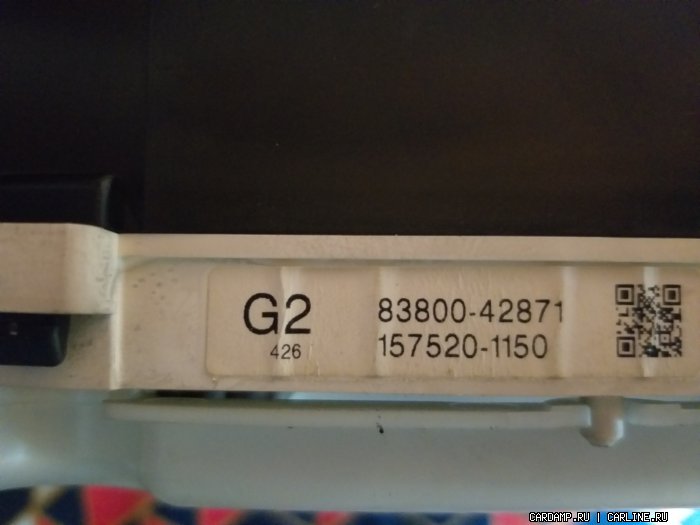 G2
426
83800-42871
157520-1150
CARDAMP.RU | CARLINE.RU